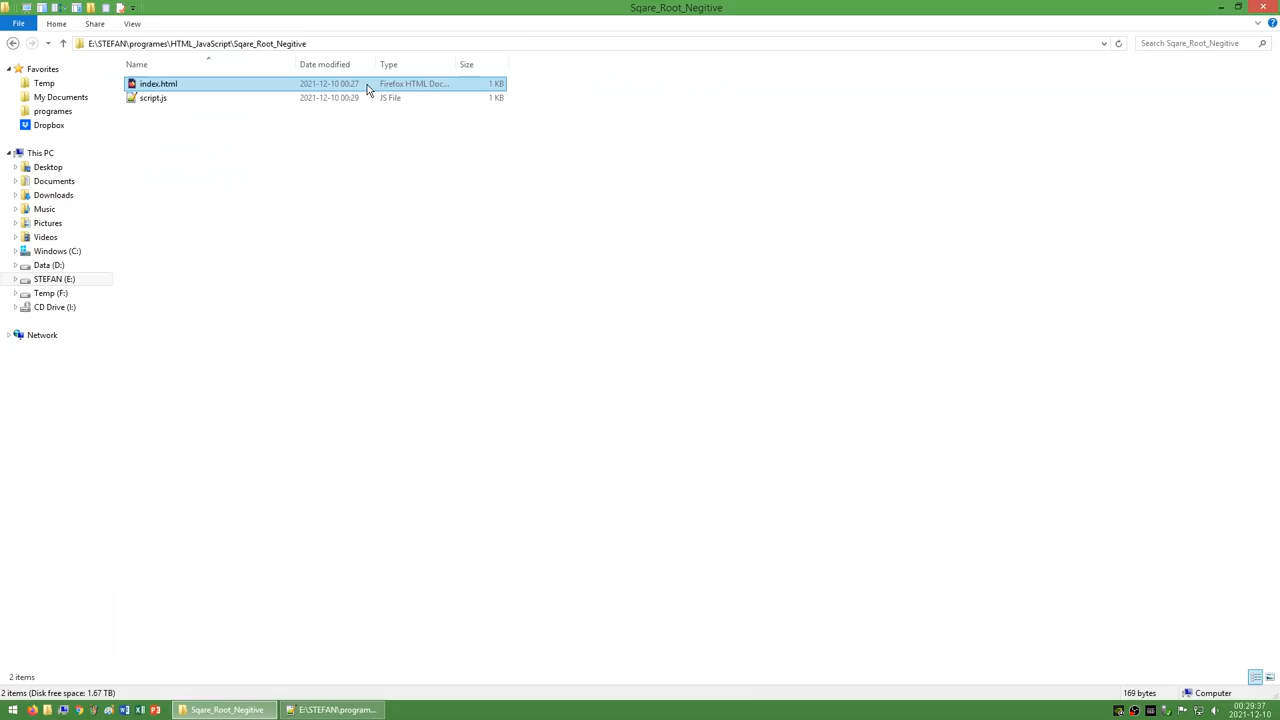 Sqare_Root_Negitive
File Home Share View
E:\STEFAN\programes\HTML_JavaScript\Sqare_Root_Negitive
Search Sqare_Root_Negitive
Name Date modified Type Size
index.html 2021-12-10 00:27 Firefox HTML Doc... 1 KB
script.js 2021-12-10 00:29 JS File 1 KB
Favorites
Temp
My Documents
programes
Dropbox
This PC
Desktop
Documents
Downloads
Music
Pictures
Videos
Windows (C:)
Data (D:)
STEFAN (E:)
Temp (F:)
CD Drive (I:)
Network
2 items
2 items (Disk free space: 1.67 TB) 169 bytes Computer
Sqare_Root_Negitive E:\STEFAN\program... 00:29:37
2021-12-10